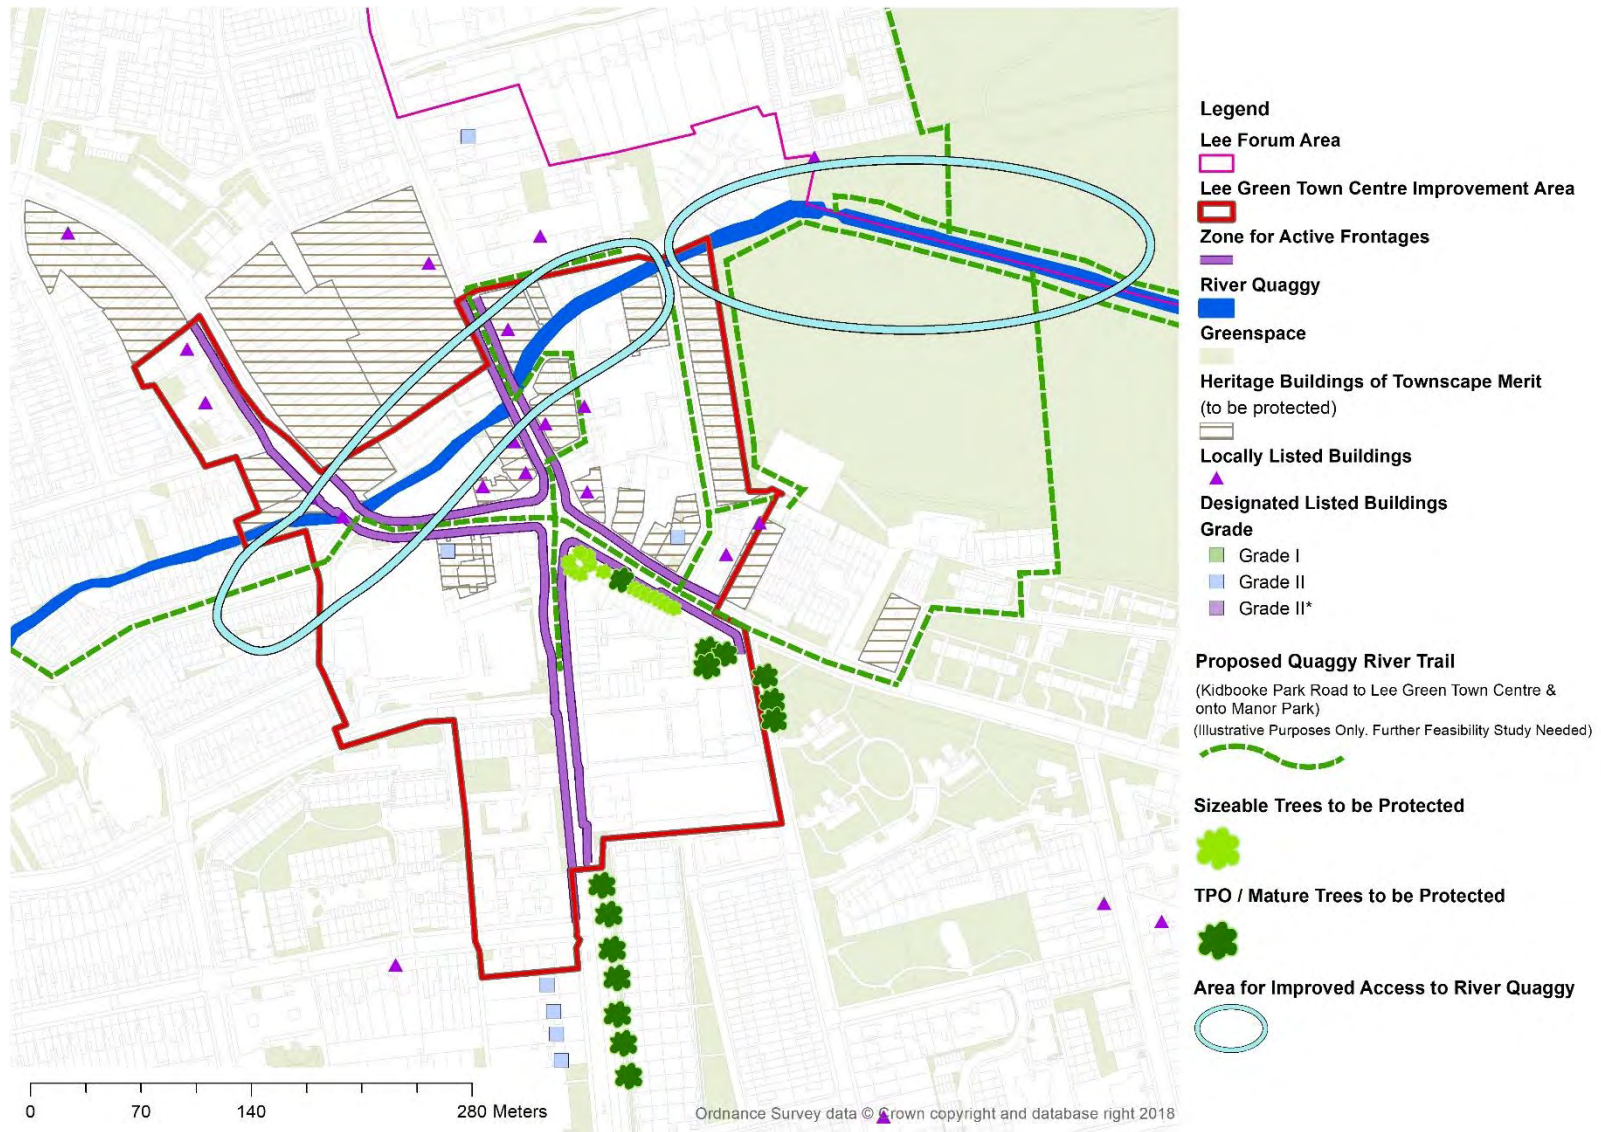 Legend
Lee Forum Area
Lee Green Town Centre Improvement Area
Zone for Active Frontages
River Quaggy
Greenspace
Heritage Buildings of Townscape Merit
(to be protected)
Locally Listed Buildings
Designated Listed Buildings
Grade
Grade I
Grade II
Grade II*
Proposed Quaggy River Trail
(Kidbooke Park Road to Lee Green Town Centre &
onto Manor Park)
(Illustrative Purposes Only. Further Feasibility Study Needed)
Sizeable Trees to be Protected
TPO / Mature Trees to be Protected
Area for Improved Access to River Quaggy
0 70 140 280 Meters
Ordnance Survey data © Crown copyright and database right 2018